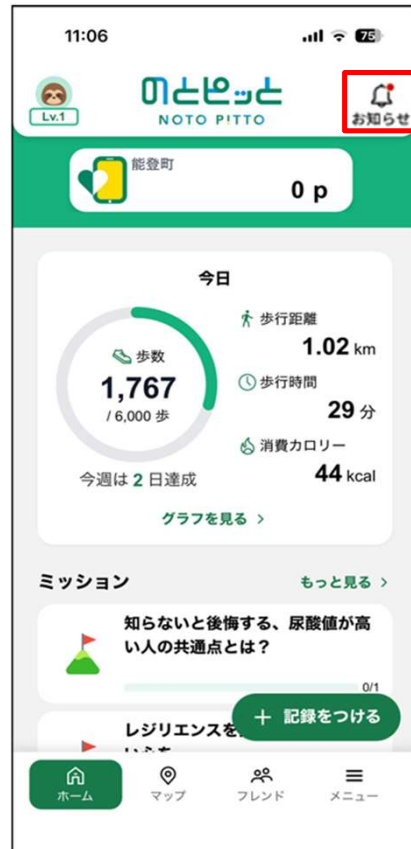 11:06
75
Lv.1
のとピっと
NOTO P!TTO
お知らせ
能登町
0 p
今日
歩数
1,767
/ 6,000 歩
今週は 2 日達成
歩行距離
1.02 km
歩行時間
29 分
消費カロリー
44 kcal
グラフを見る >
ミッション
もっと見る >
知らないと後悔する、尿酸値が高
い人の共通点とは？
0/1
レジリエンスを
＋ 記録をつける
ホーム
マップ
フレンド
メニュー